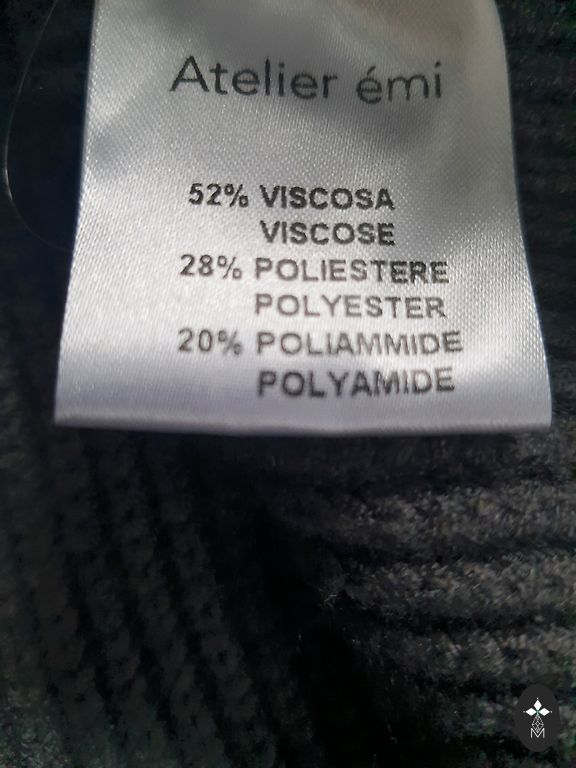 Atelier émi
52% VISCOSA
VISCOSE
28% POLIESTERE
POLYESTER
20% POLIAMMIDE
POLYAMIDE